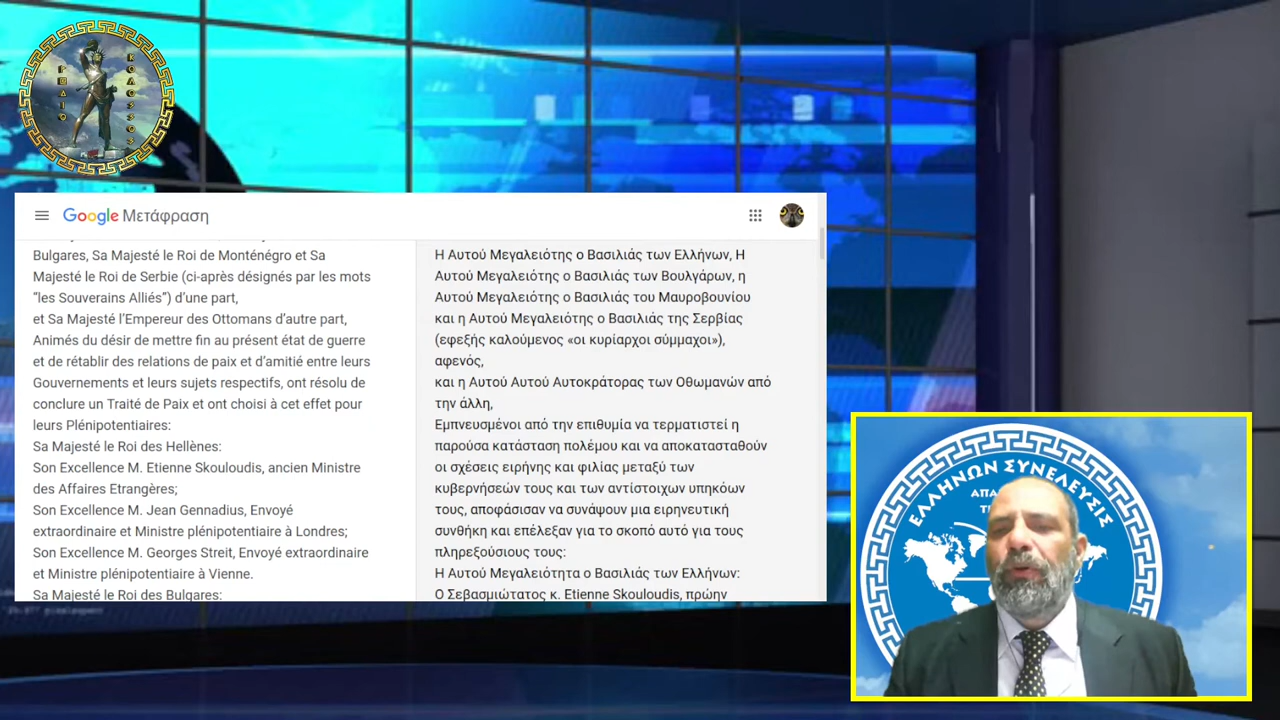 Google Μετάφραση
Bulgares, Sa Majesté le Roi de Monténégro et Sa
Majesté le Roi de Serbie (ci-après désignés par les mots
"les Souverains Alliés") d'une part,
et Sa Majesté l'Empereur des Ottomans d'autre part,
Animés du désir de mettre fin au présent état de guerre
et de rétablir des relations de paix et d'amitié entre leurs
Gouvernements et leurs sujets respectifs, ont résolu de
conclure un Traité de Paix et ont choisi à cet effet pour
leurs Plénipotentiaires:
Sa Majesté le Roi des Hellènes:
Son Excellence M. Etienne Skouloudis, ancien Ministre
des Affaires Etrangères;
Son Excellence M. Jean Gennadius, Envoyé
extraordinaire et Ministre plénipotentiaire à Londres;
Son Excellence M. Georges Streit, Envoyé extraordinaire
et Ministre plénipotentiaire à Vienne.
Sa Majesté le Roi des Bulgares:
Η Αυτού Μεγαλειότης ο Βασιλιάς των Ελλήνων, Η
Αυτού Μεγαλειότης ο Βασιλιάς των Βουλγάρων, η
Αυτού Μεγαλειότης ο Βασιλιάς του Μαυροβουνίου
και η Αυτού Μεγαλειότης ο Βασιλιάς της Σερβίας
(εφεξής καλούμενος «οι κυρίαρχοι σύμμαχοι»),
αφενός,
και η Αυτού Αυτού Αυτοκράτορας των Οθωμανών από
την άλλη,
Εμπνευσμένοι από την επιθυμία να τερματιστεί η
παρούσα κατάσταση πολέμου και να αποκατασταθούν
οι σχέσεις ειρήνης και φιλίας μεταξύ των
κυβερνήσεών τους και των αντίστοιχων υπηκόων
τους, αποφάσισαν να συνάψουν μια ειρηνευτική
συνθήκη και επέλεξαν για το σκοπό αυτό για τους
πληρεξούσιους τους:
Η Αυτού Μεγαλειότητα ο Βασιλιάς των Ελλήνων:
Ο Σεβασμιώτατος κ. Etienne Skouloudis, πρώην
ΕΛΛΗΝΩΝ ΣΥΝΕΛΕΥΣΙΣ